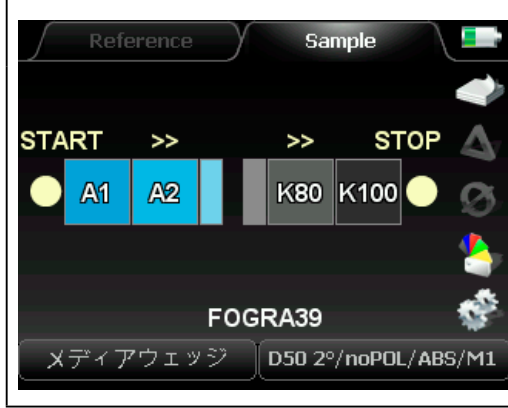 Reference Sample
START >> >> STOP
A1 A2 K80 K100
FOGRA39
メディアウェッジ D50 2º/noPOL/ABS/M1